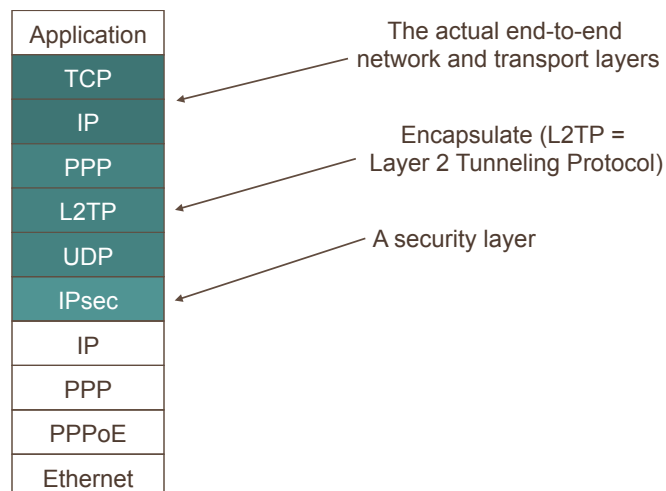 Application
TCP
IP
PPP
L2TP
UDP
IPsec
IP
PPP
PPPoE
Ethernet
The actual end-to-end
network and transport layers
Encapsulate (L2TP =
Layer 2 Tunneling Protocol)
A security layer